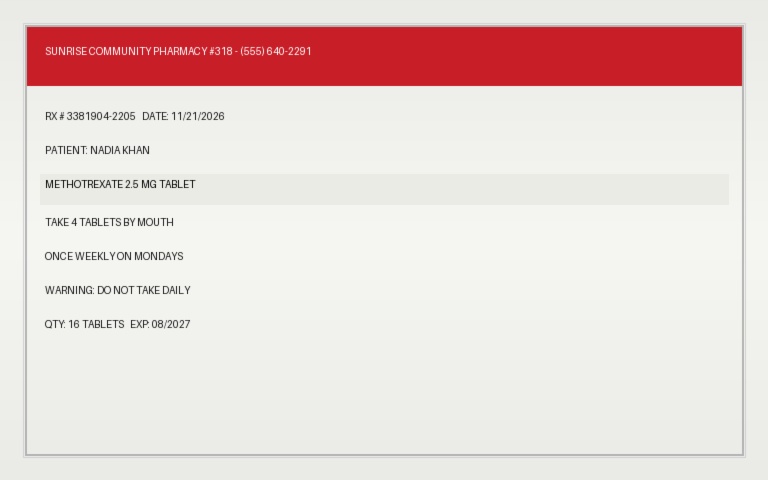 SUNRISE COMMUNITY PHARMACY #318 - (555) 640-2291
RX # 3381904-2205 DATE: 11/21/2026
PATIENT: NADIA KHAN
METHOTREXATE 2.5 MG TABLET
TAKE 4 TABLETS BY MOUTH
ONCE WEEKLY ON MONDAYS
WARNING: DO NOT TAKE DAILY
QTY: 16 TABLETS EXP: 08/2027